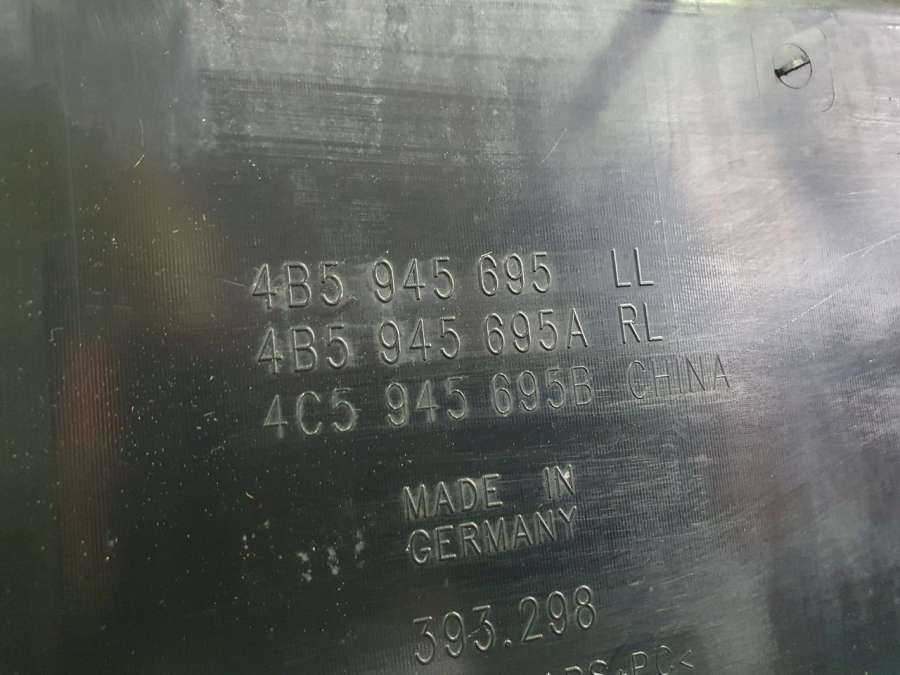 4B5 945 695 LL
4B5 945 695A RL
4C5 945 695B CHINA
MADE IN
GERMANY
393.298